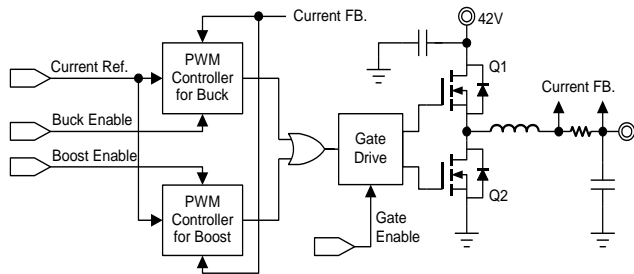 Current FB.
42V
Current Ref.
PWM
Controller
for Buck
Q1
Current FB.
Buck Enable
Boost Enable
Gate
Drive
PWM
Controller
for Boost
Q2
Gate
Enable